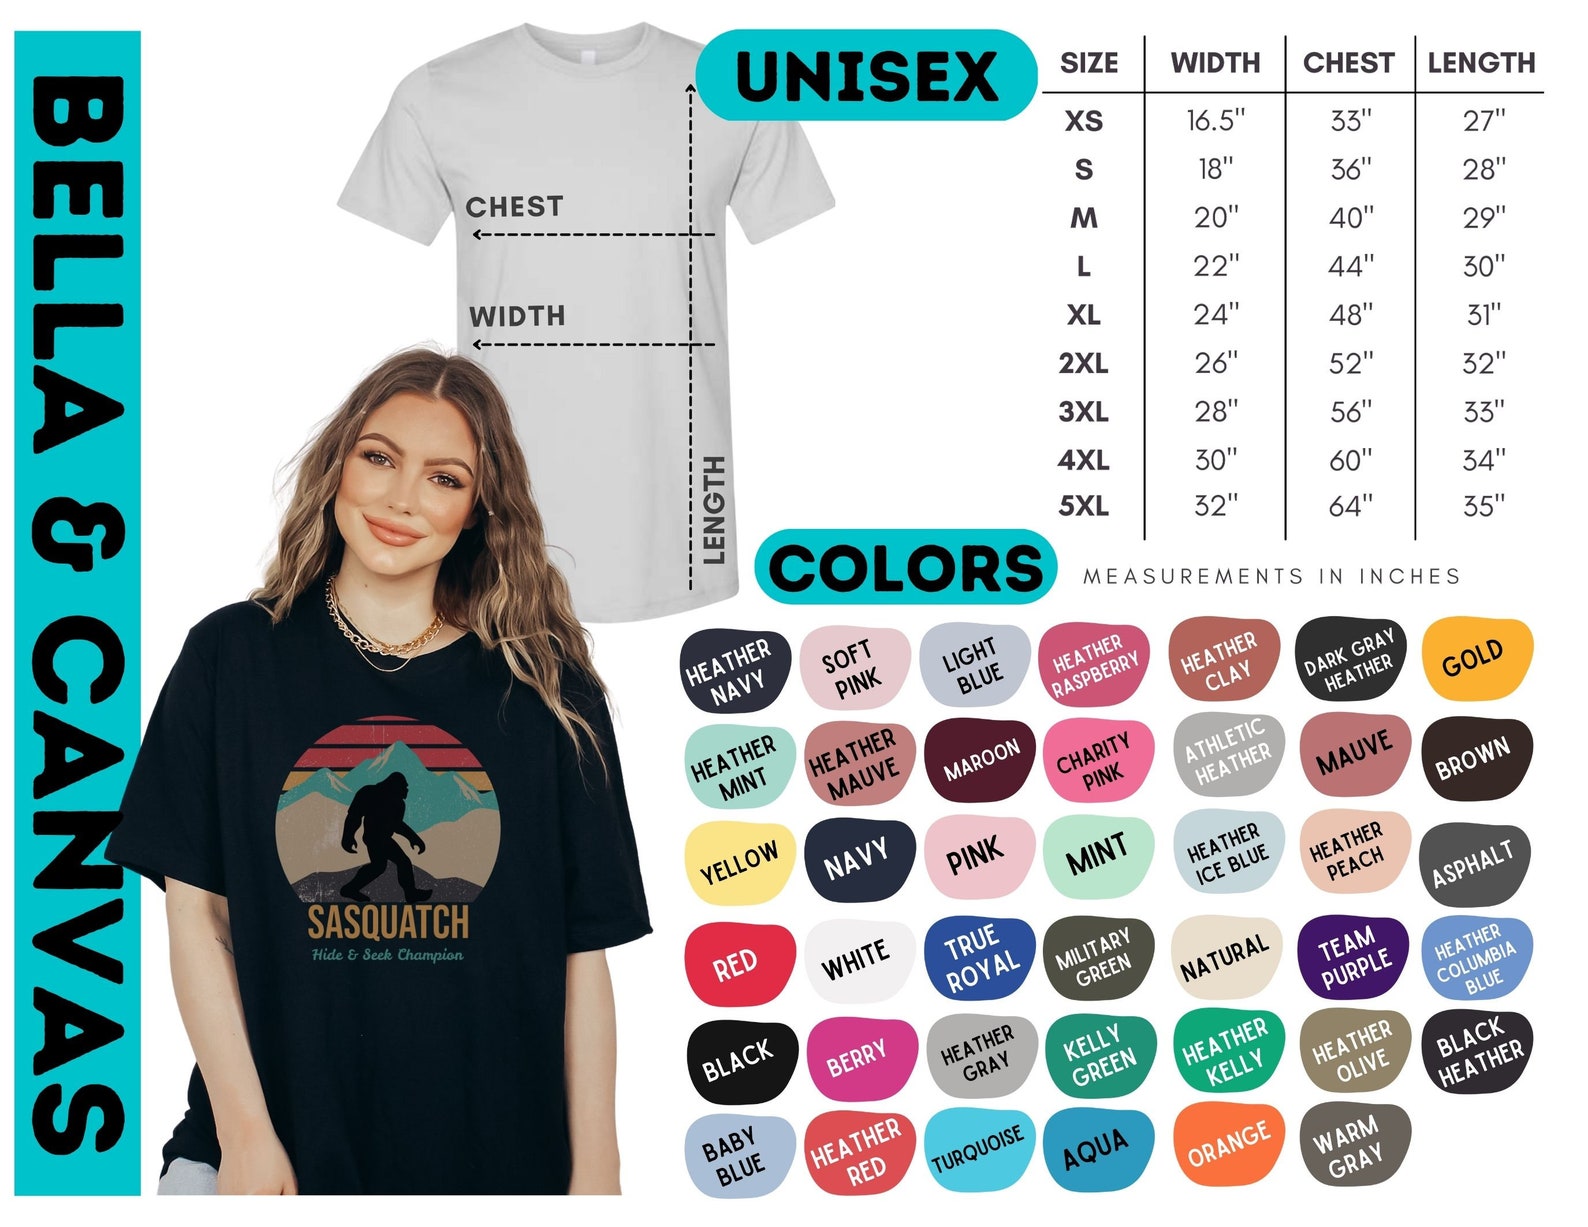 BELLA & CANVAS
UNISEX
CHEST
WIDTH
LENGTH
SIZE WIDTH CHEST LENGTH
XS 16.5" 33" 27"
S 18" 36" 28"
M 20" 40" 29"
L 22" 44" 30"
XL 24" 48" 31"
2XL 26" 52" 32"
3XL 28" 56" 33"
4XL 30" 60" 34"
5XL 32" 64" 35"
MEASUREMENTS IN INCHES
SASQUATCH
Hide & Seek Champion
COLORS
HEATHER
NAVY
SOFT
PINK
LIGHT
BLUE
HEATHER
RASPBERRY
HEATHER
CLAY
DARK GRAY
HEATHER
GOLD
HEATHER
MINT
HEATHER
MAUVE
MAROON
CHARITY
PINK
ATHLETIC
HEATHER
MAUVE
BROWN
YELLOW
NAVY
PINK
MINT
HEATHER
ICE BLUE
HEATHER
PEACH
ASPHALT
RED
WHITE
TRUE
ROYAL
MILITARY
GREEN
NATURAL
TEAM
PURPLE
HEATHER
COLUMBIA
BLUE
BLACK
BERRY
HEATHER
GRAY
KELLY
GREEN
HEATHER
KELLY
HEATHER
OLIVE
BLACK
HEATHER
BABY
BLUE
HEATHER
RED
TURQUOISE
AQUA
ORANGE
WARM
GRAY